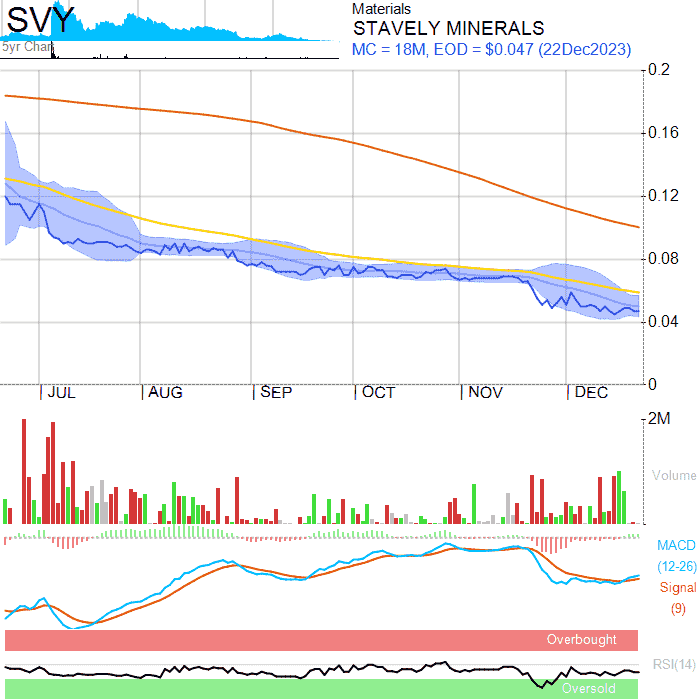 SVY
5yr Chart
Materials
STAVELY MINERALS
MC = 18M, EOD = $0.047 (22Dec2023)
0.2
0.16
0.12
0.08
0.04
0
JUL AUG SEP OCT NOV DEC
2M
Volume
MACD
(12-26)
Signal
(9)
Overbought
RSI(14)
Oversold